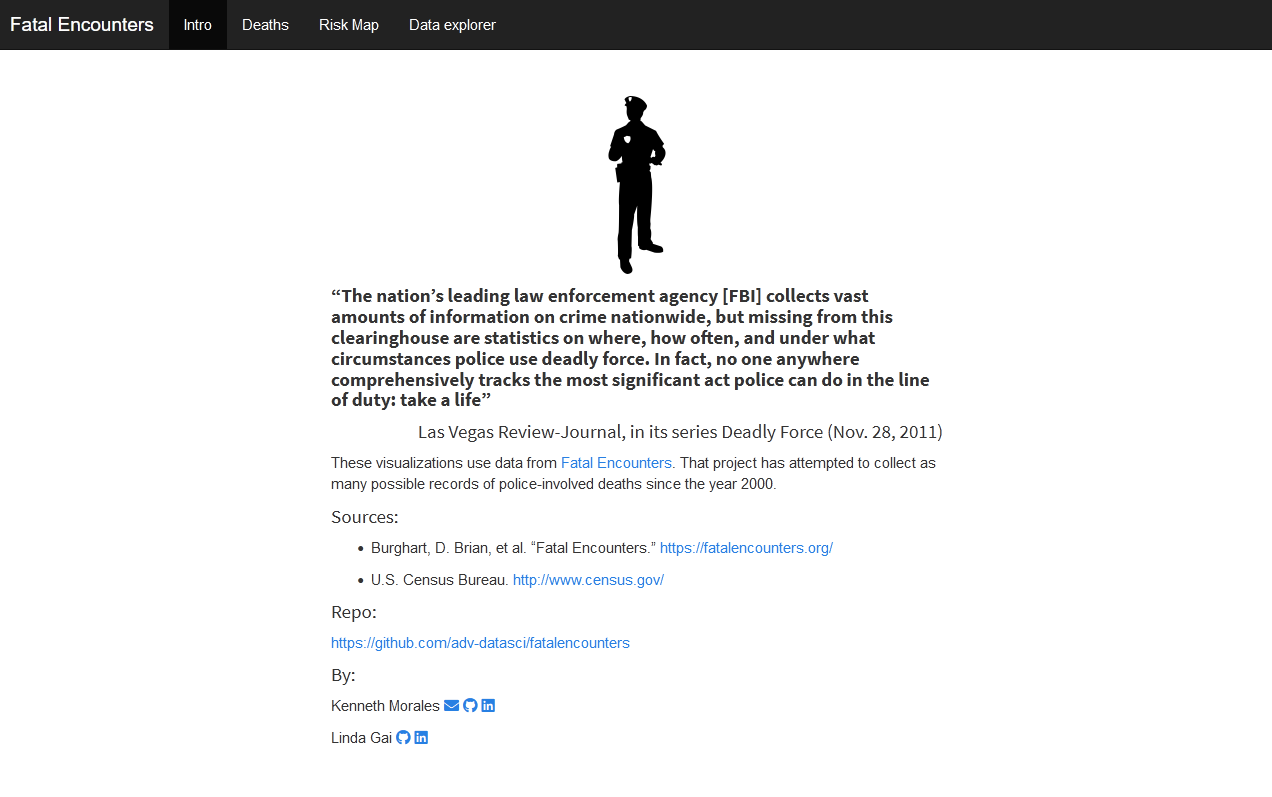 Fatal Encounters Intro Deaths Risk Map Data explorer
“The nation’s leading law enforcement agency [FBI] collects vast
amounts of information on crime nationwide, but missing from this
clearinghouse are statistics on where, how often, and under what
circumstances police use deadly force. In fact, no one anywhere
comprehensively tracks the most significant act police can do in the line
of duty: take a life”
Las Vegas Review-Journal, in its series Deadly Force (Nov. 28, 2011)
These visualizations use data from Fatal Encounters. That project has attempted to collect as
many possible records of police-involved deaths since the year 2000.
Sources:
• Burghart, D. Brian, et al. “Fatal Encounters.” https://fatalencounters.org/
• U.S. Census Bureau. http://www.census.gov/
Repo:
https://github.com/adv-datasci/fatalencounters
By:
Kenneth Morales
Linda Gai